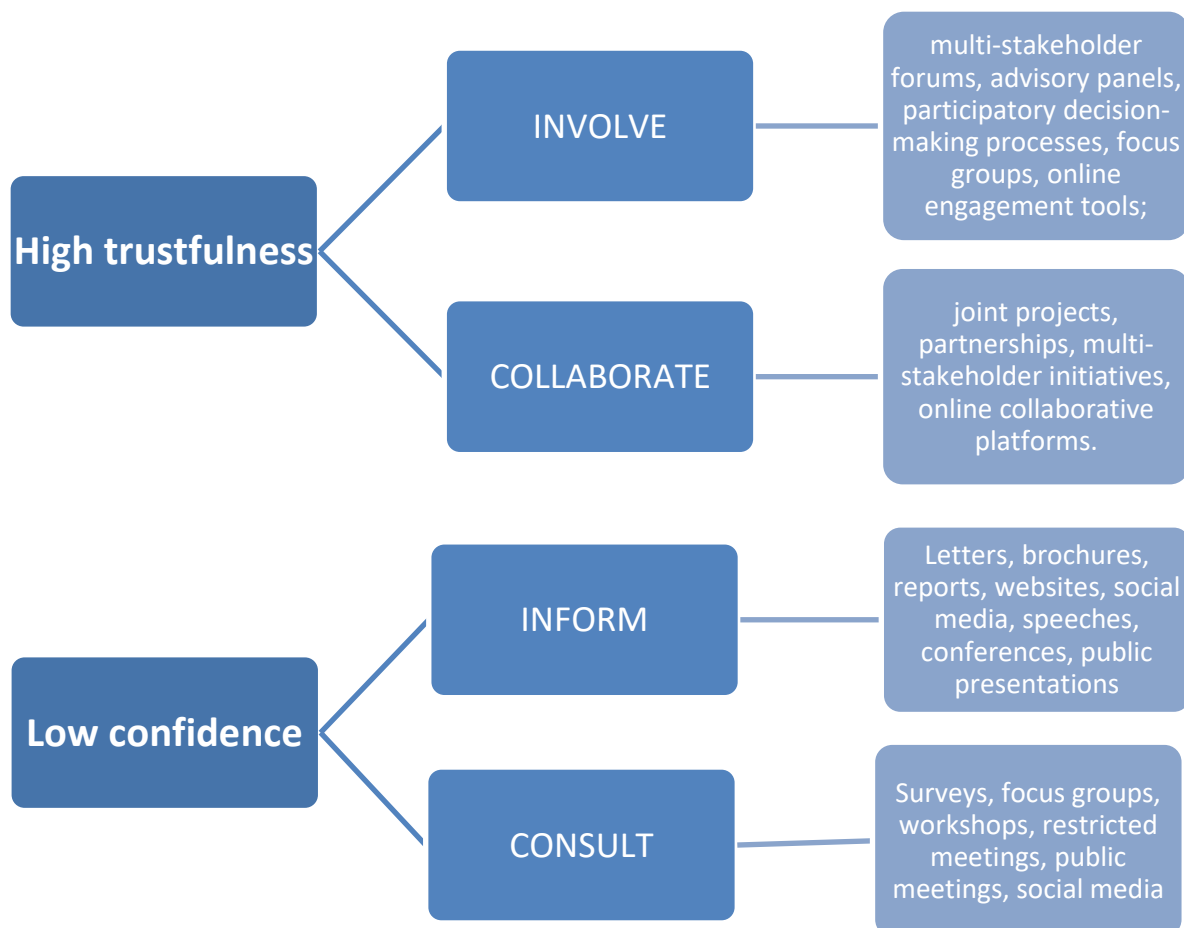 High trustfulness
INVOLVE
multi-stakeholder
forums, advisory panels,
participatory decision-
making processes, focus
groups, online
engagement tools;
COLLABORATE
joint projects,
partnerships, multi-
stakeholder initiatives,
online collaborative
platforms.
Low confidence
INFORM
Letters, brochures,
reports, websites, social
media, speeches,
conferences, public
presentations
CONSULT
Surveys, focus groups,
workshops, restricted
meetings, public
meetings, social media